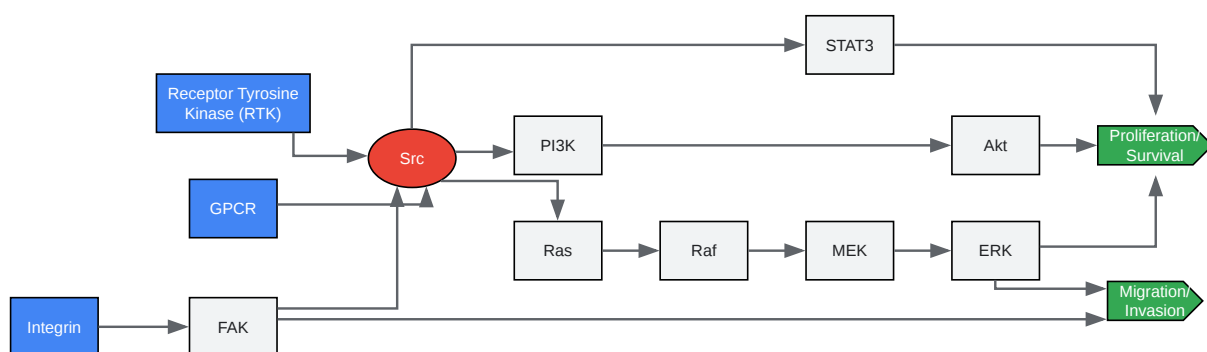 STAT3
Receptor Tyrosine
Kinase (RTK)
Src
PI3K
Akt
Proliferation/
Survival
GPCR
Ras
Raf
MEK
ERK
Migration/
Invasion
Integrin
FAK